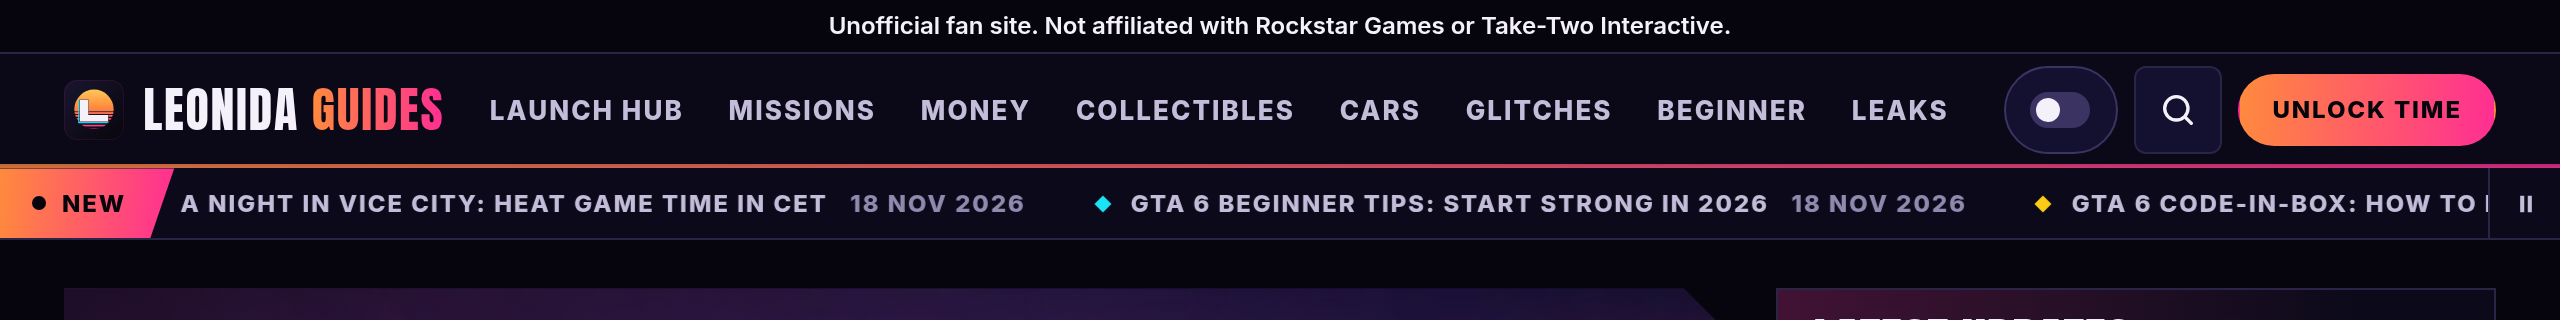 Unofficial fan site. Not affiliated with Rockstar Games or Take-Two Interactive.
LEONIDA GUIDES LAUNCH HUB MISSIONS MONEY COLLECTIBLES CARS GLITCHES BEGINNER LEAKS UNLOCK TIME
NEW A NIGHT IN VICE CITY: HEAT GAME TIME IN CET 18 NOV 2026 GTA 6 BEGINNER TIPS: START STRONG IN 2026 18 NOV 2026 GTA 6 CODE-IN-BOX: HOW TO